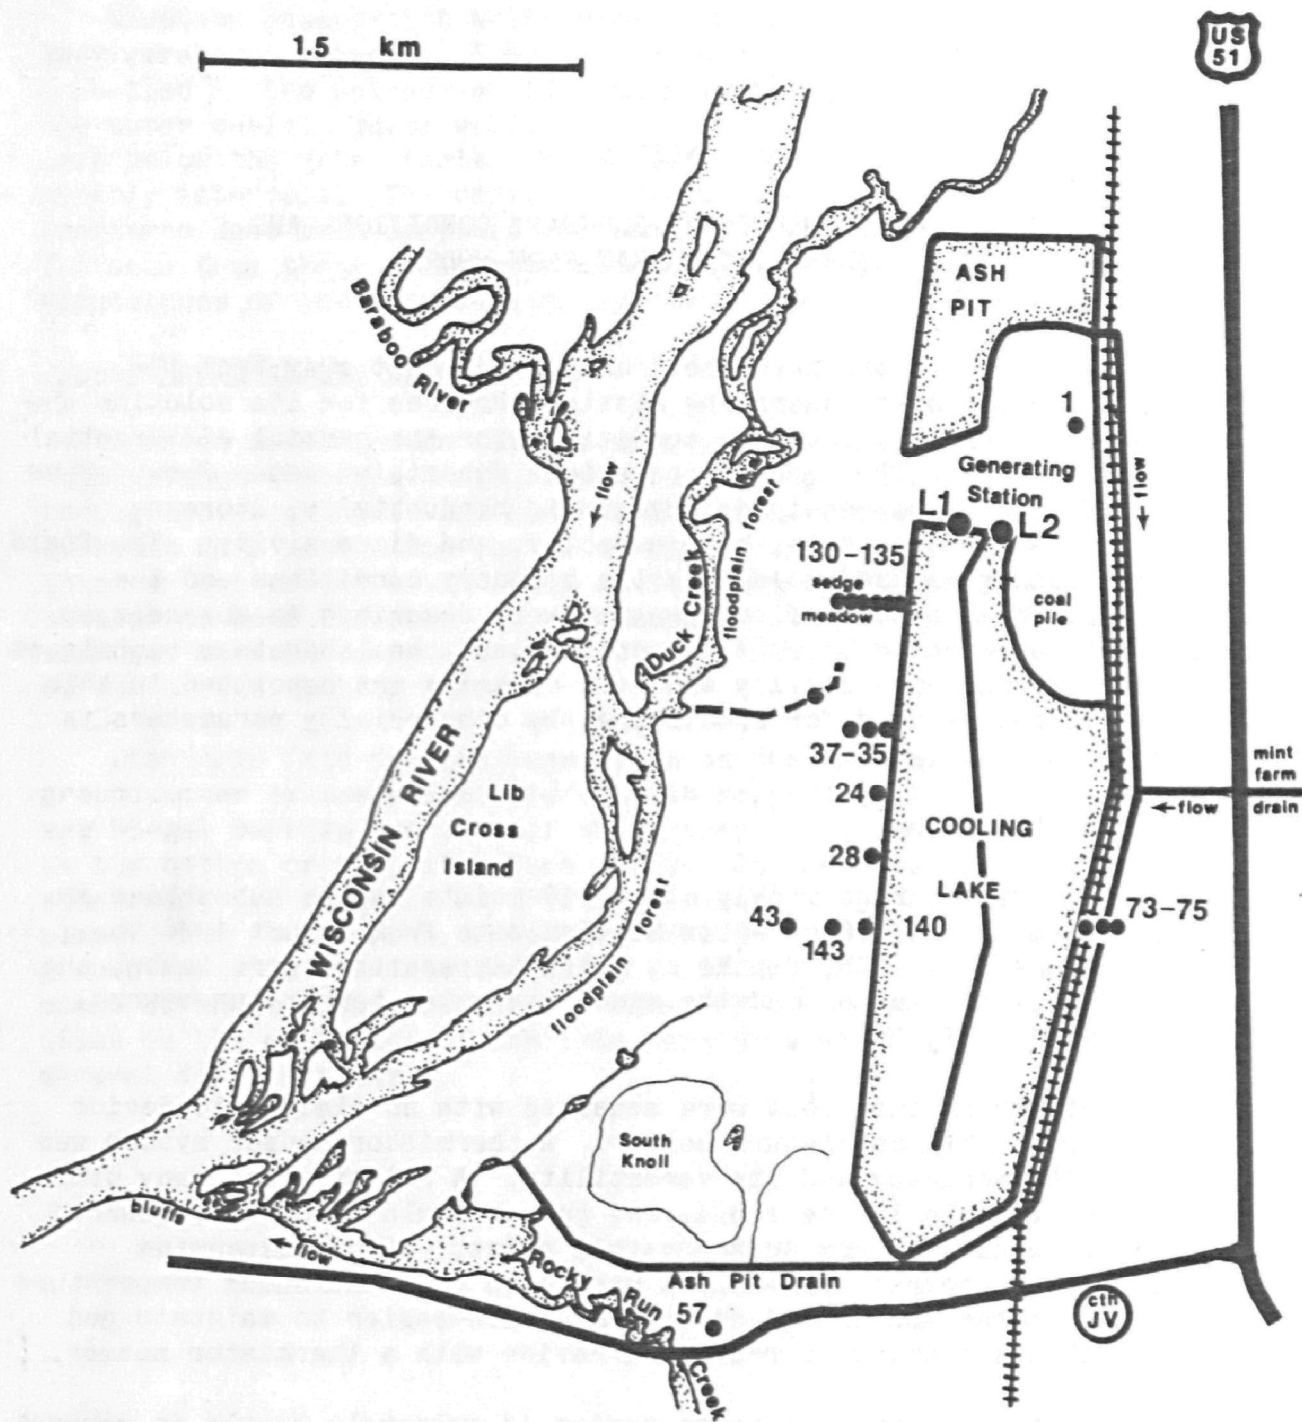 1.5 km
US
51
ASH
PIT
Baraboo
River
1
flow
Generating
Station
flow
L1
L2
130-135
sedge
meadow
coal
pile
Duck Creek
floodplain forest
37-35
mint
farm
drain
flow
24
WISCONSIN RIVER
Lib
Cross
Island
COOLING
LAKE
28
43
143
140
73-75
floodplain forest
South
Knoll
bluffs
flow
Rocky Run Creek
Ash Pit Drain
57
cth
JV